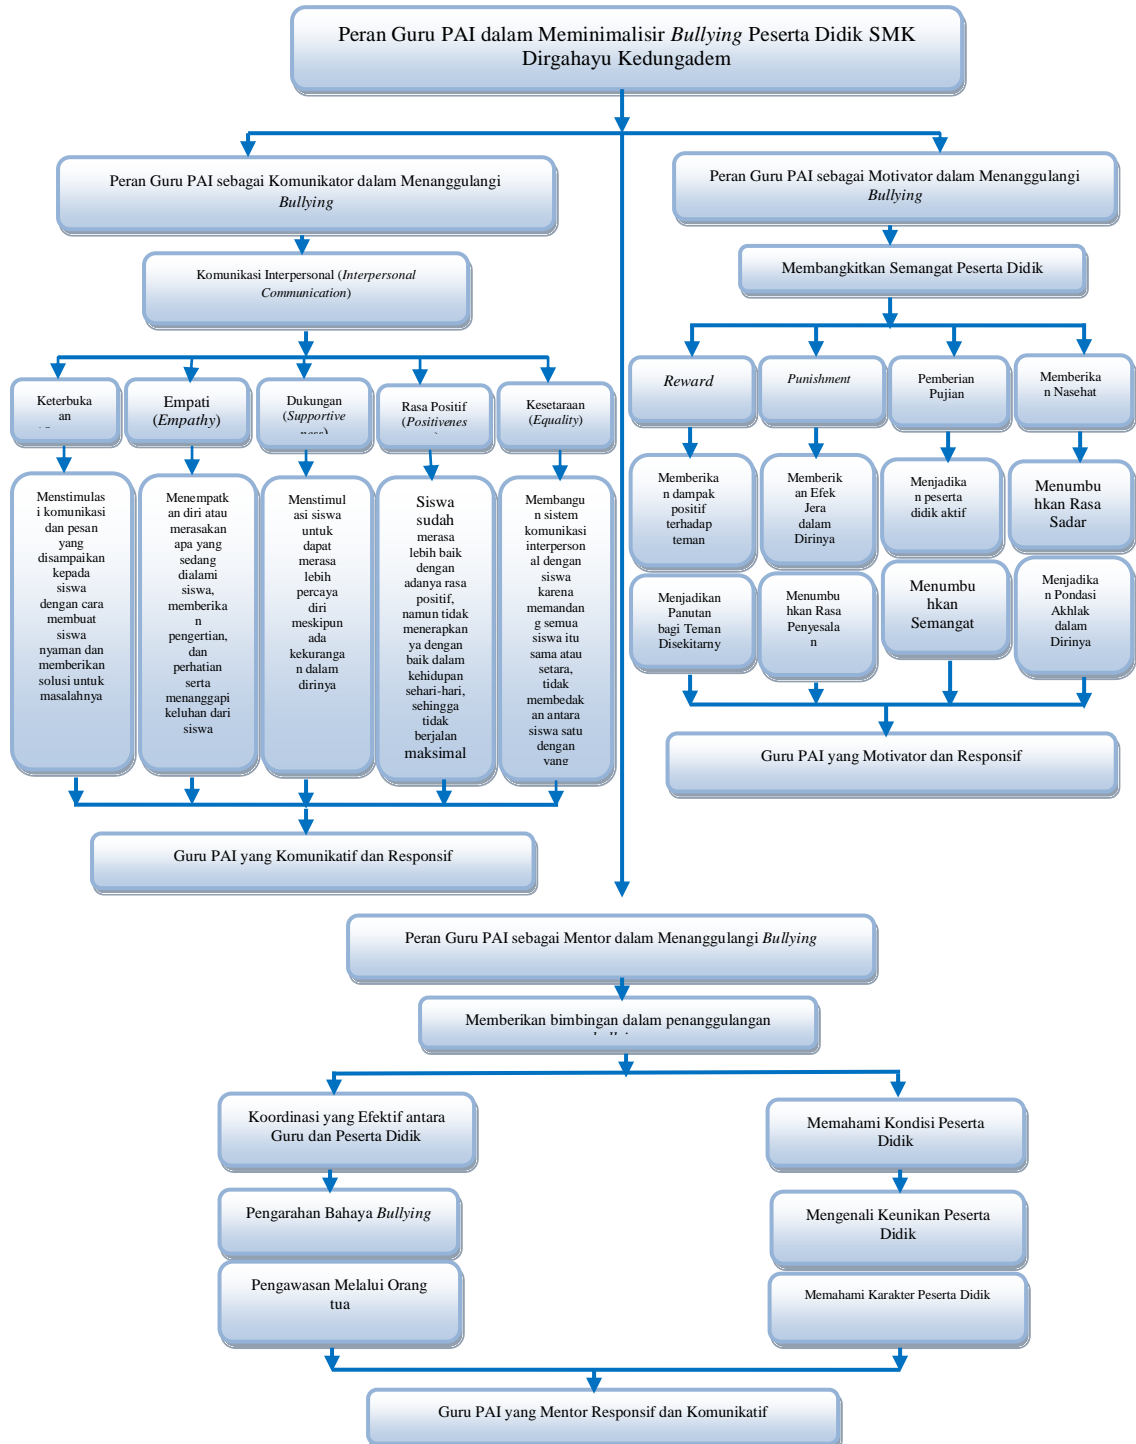 Peran Guru PAI dalam Meminimalisir Bullying Peserta Didik SMK
Dirgahayu Kedungadem
Peran Guru PAI sebagai Komunikator dalam Menanggulangi
Bullying
Komunikasi Interpersonal (Interpersonal
Communication)
Keterbuka
an
Empati
(Empathy)
Dukungan
(Supportive
ness)
Rasa Positif
(Positivenes
Kesetaraan
(Equality)
Menstimulas
i komunikasi
dan pesan
yang
disampaikan
kepada
siswa
dengan cara
membuat
siswa
nyaman dan
memberikan
solusi untuk
masalahnya
Menempatk
an diri atau
merasakan
apa yang
sedang
dialami
siswa,
memberika
n
pengertian,
dan
perhatian
serta
menanggapi
keluhan dari
siswa
Menstimul
asi siswa
untuk
dapat
merasa
lebih
percaya
diri
meskipun
ada
kekuranga
n dalam
dirinya
Siswa
sudah
merasa
lebih baik
dengan
adanya rasa
positif,
namun tidak
menerapkan
ya dengan
baik dalam
kehidupan
sehari-hari,
sehingga
tidak
berjalan
maksimal
Membangu
n sistem
komunikasi
interperson
al dengan
siswa
karena
memandan
g semua
siswa itu
sama atau
setara,
tidak
membedak
an antara
siswa satu
dengan
yang
Guru PAI yang Komunikatif dan Responsif
Peran Guru PAI sebagai Motivator dalam Menanggulangi
Bullying
Membangkitkan Semangat Peserta Didik
Reward
Punishment
Pemberian
Pujian
Memberika
n Nasehat
Memberika
n dampak
positif
terhadap
teman
Memberik
an Efek
Jera
dalam
Dirinya
Menjadika
n peserta
didik aktif
Menumbu
hkan Rasa
Sadar
Menjadikan
Panutan
bagi Teman
Disekitarny
Menumbu
hkan Rasa
Penyesala
n
Menumbu
hkan
Semangat
Menjadika
n Pondasi
Akhlak
dalam
Dirinya
Guru PAI yang Motivator dan Responsif
Peran Guru PAI sebagai Mentor dalam Menanggulangi Bullying
Memberikan bimbingan dalam penanggulangan
Koordinasi yang Efektif antara
Guru dan Peserta Didik
Pengarahan Bahaya Bullying
Pengawasan Melalui Orang
tua
Memahami Kondisi Peserta
Didik
Mengenali Keunikan Peserta
Didik
Memahami Karakter Peserta Didik
Guru PAI yang Mentor Responsif dan Komunikatif